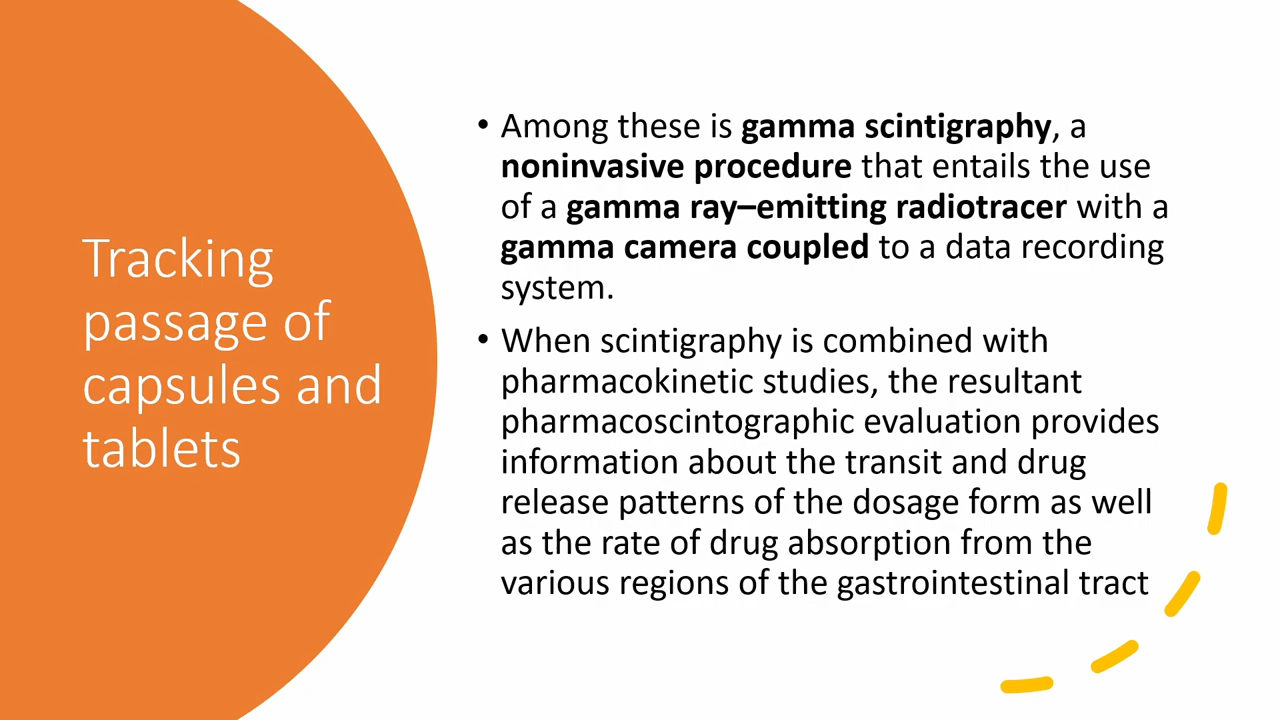 Tracking
passage of
capsules and
tablets
• Among these is gamma scintigraphy, a
noninvasive procedure that entails the use
of a gamma ray–emitting radiotracer with a
gamma camera coupled to a data recording
system.
• When scintigraphy is combined with
pharmacokinetic studies, the resultant
pharmacoscintographic evaluation provides
information about the transit and drug
release patterns of the dosage form as well
as the rate of drug absorption from the
various regions of the gastrointestinal tract